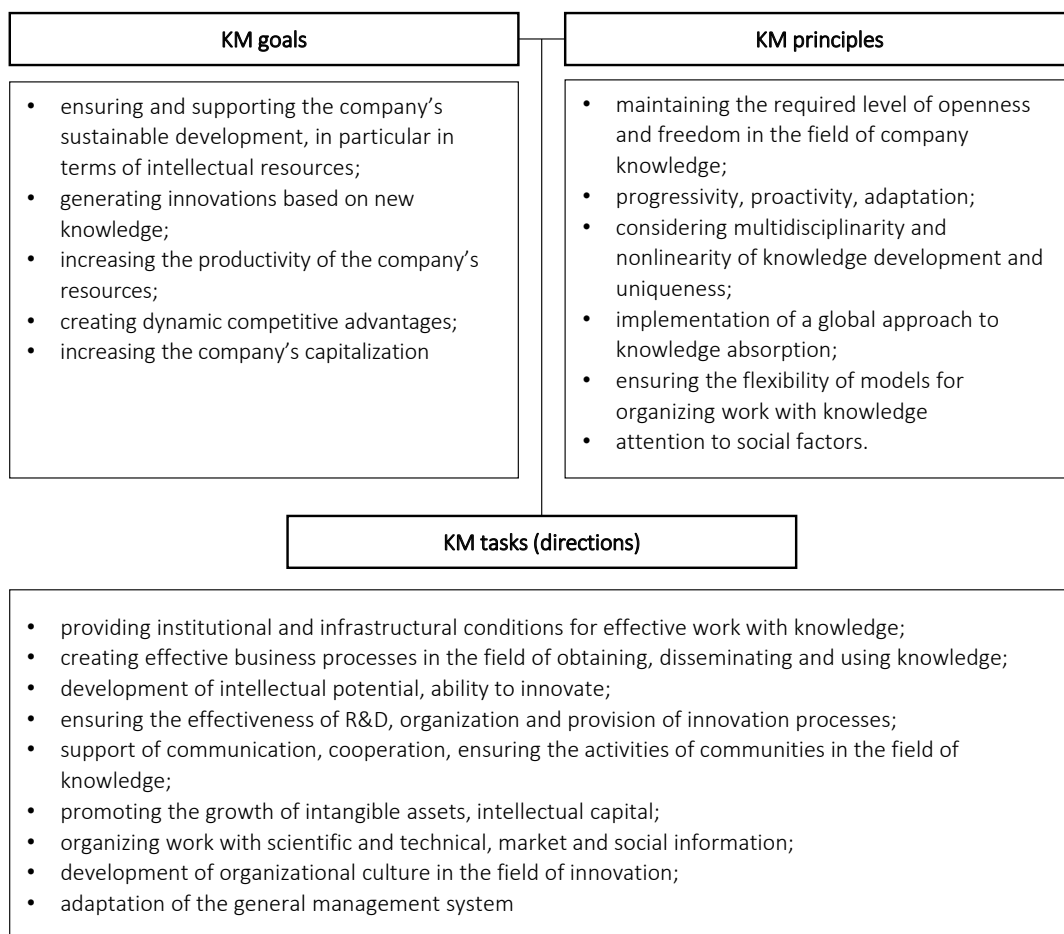 KM goals
• ensuring and supporting the company’s
sustainable development, in particular in
terms of intellectual resources;
• generating innovations based on new
knowledge;
• increasing the productivity of the company’s
resources;
• creating dynamic competitive advantages;
• increasing the company’s capitalization
KM principles
• maintaining the required level of openness
and freedom in the field of company
knowledge;
• progressivity, proactivity, adaptation;
• considering multidisciplinarity and
nonlinearity of knowledge development and
uniqueness;
• implementation of a global approach to
knowledge absorption;
• ensuring the flexibility of models for
organizing work with knowledge
• attention to social factors.
KM tasks (directions)
• providing institutional and infrastructural conditions for effective work with knowledge;
• creating effective business processes in the field of obtaining, disseminating and using knowledge;
• development of intellectual potential, ability to innovate;
• ensuring the effectiveness of R&D, organization and provision of innovation processes;
• support of communication, cooperation, ensuring the activities of communities in the field of
knowledge;
• promoting the growth of intangible assets, intellectual capital;
• organizing work with scientific and technical, market and social information;
• development of organizational culture in the field of innovation;
• adaptation of the general management system